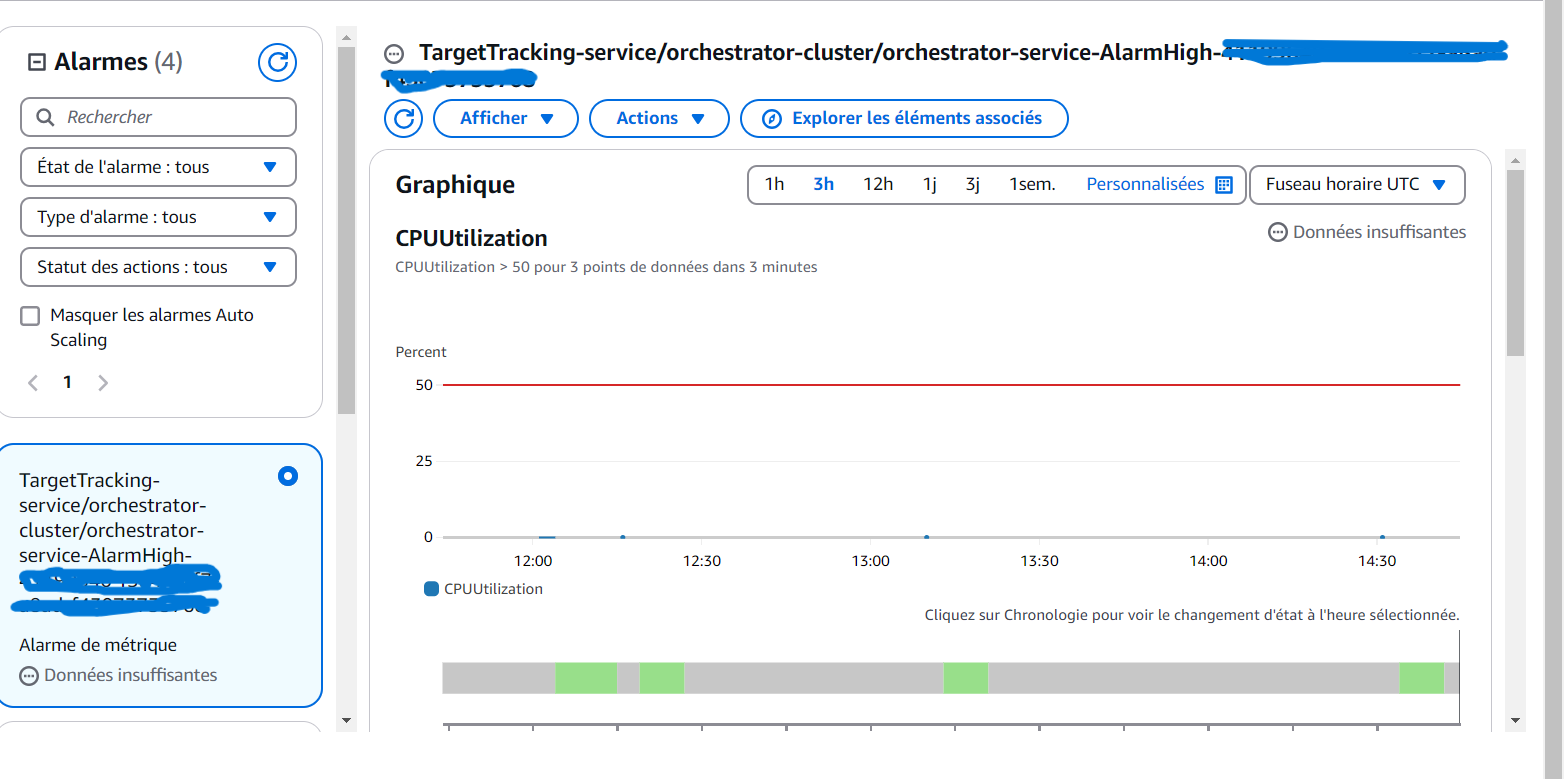 Alarmes (4)
Rechercher
État de l'alarme : tous
Type d'alarme : tous
Statut des actions : tous
Masquer les alarmes Auto
Scaling
1
TargetTracking-
service/orchestrator-
cluster/orchestrator-
service-AlarmHigh-
Alarme de métrique
Données insuffisantes
TargetTracking-service/orchestrator-cluster/orchestrator-service-AlarmHigh-
Afficher
Actions
Explorer les éléments associés
Graphique
1h 3h 12h 1j 3j 1sem. Personnalisées
Fuseau horaire UTC
CPUUtilization
Données insuffisantes
CPUUtilization > 50 pour 3 points de données dans 3 minutes
Percent
50
25
0
12:00 12:30 13:00 13:30 14:00 14:30
CPUUtilization
Cliquez sur Chronologie pour voir le changement d'état à l'heure sélectionnée.